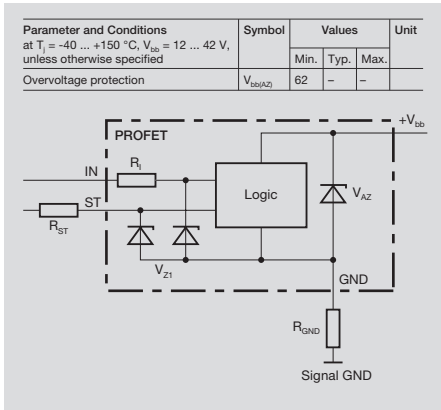 Parameter and Conditions Symbol Values Unit
at Tj = -40 ... +150 °C, Vbb = 12 ... 42 V,
unless otherwise specified Min. Typ. Max.
Overvoltage protection Vbb(AZ) 62 – –
+Vbb
PROFET
RI
IN
Logic
ST
VAZ
RST
VZ1
GND
RGND
Signal GND